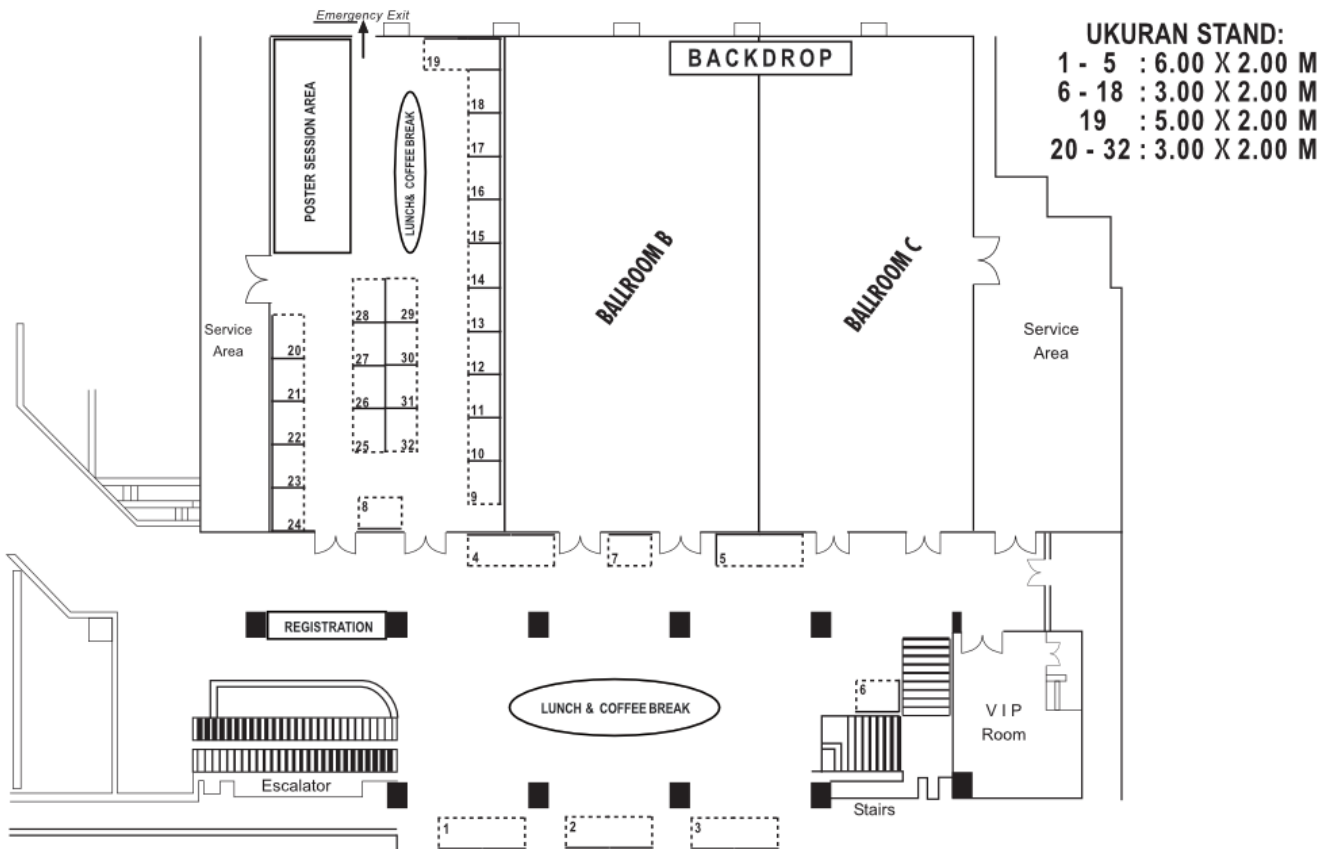 Emergency Exit
UKURAN STAND:
1 - 5 : 6.00 X 2.00 M
6 - 18 : 3.00 X 2.00 M
19 : 5.00 X 2.00 M
20 - 32 : 3.00 X 2.00 M
BACKDROP
19
POSTER SESSION AREA
LUNCH& COFFEE BREAK
18
17
16
15
14
13
12
11
10
9
BALLROOM B
BALLROOM C
Service
Area
Service
Area
28 29
27 30
26 31
25 32
20
21
22
23
24
8
4
7
5
REGISTRATION
LUNCH & COFFEE BREAK
6
V I P
Room
Escalator
Stairs
1
2
3